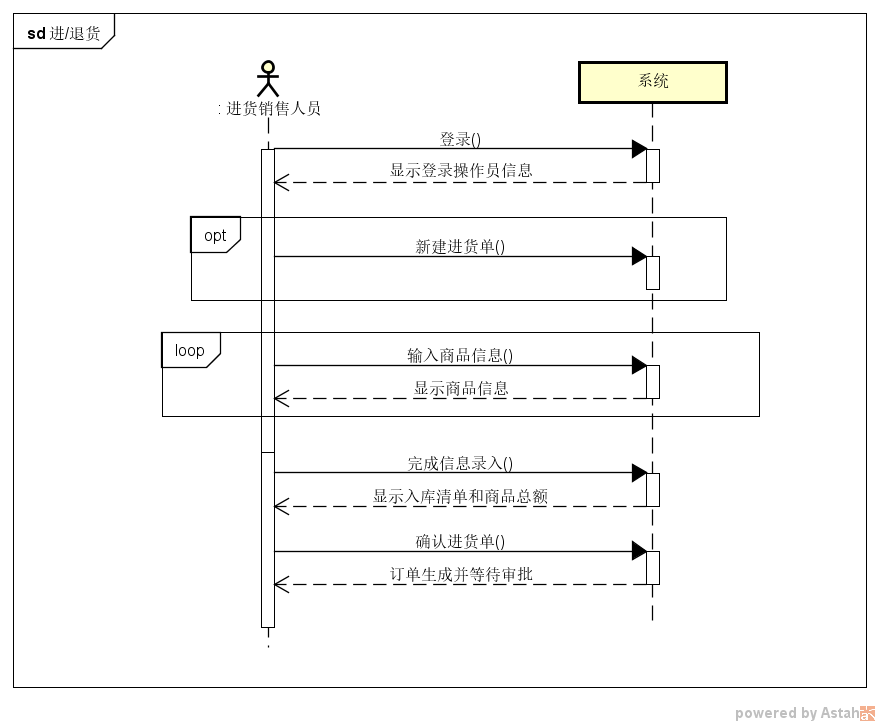 sd 进/退货
: 进货销售人员
系统
登录()
显示登录操作员信息
opt
新建进货单()
loop
输入商品信息()
显示商品信息
完成信息录入()
显示入库清单和商品总额
确认进货单()
订单生成并等待审批
powered by Astah